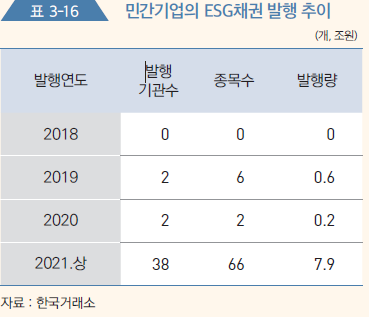 표 3-16 민간기업의 ESG채권 발행 추이
(개, 조원)
발행연도 발행 기관수 종목수 발행량
2018 0 0 0
2019 2 6 0.6
2020 2 2 0.2
2021.상 38 66 7.9
자료 : 한국거래소